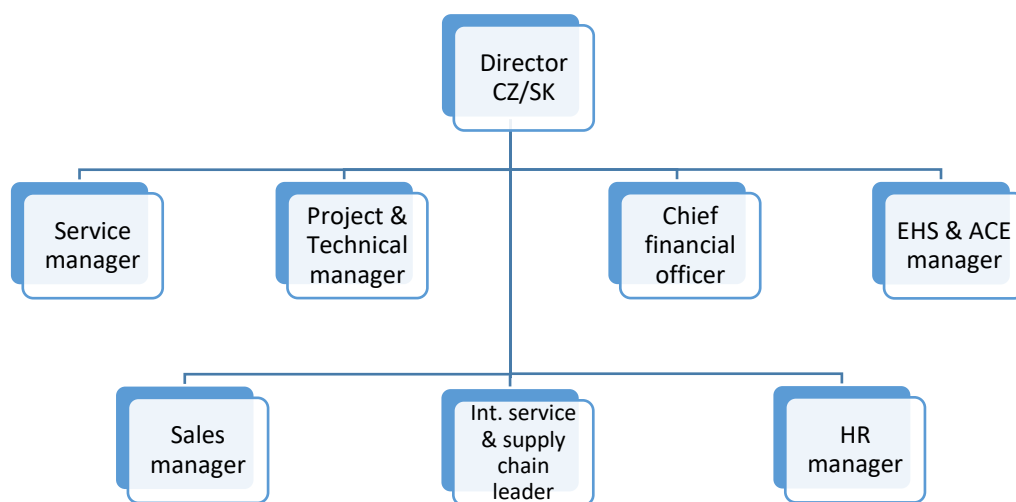 Director
CZ/SK
Service
manager
Project &
Technical
manager
Chief
financial
officer
EHS & ACE
manager
Sales
manager
Int. service
& supply
chain
leader
HR
manager